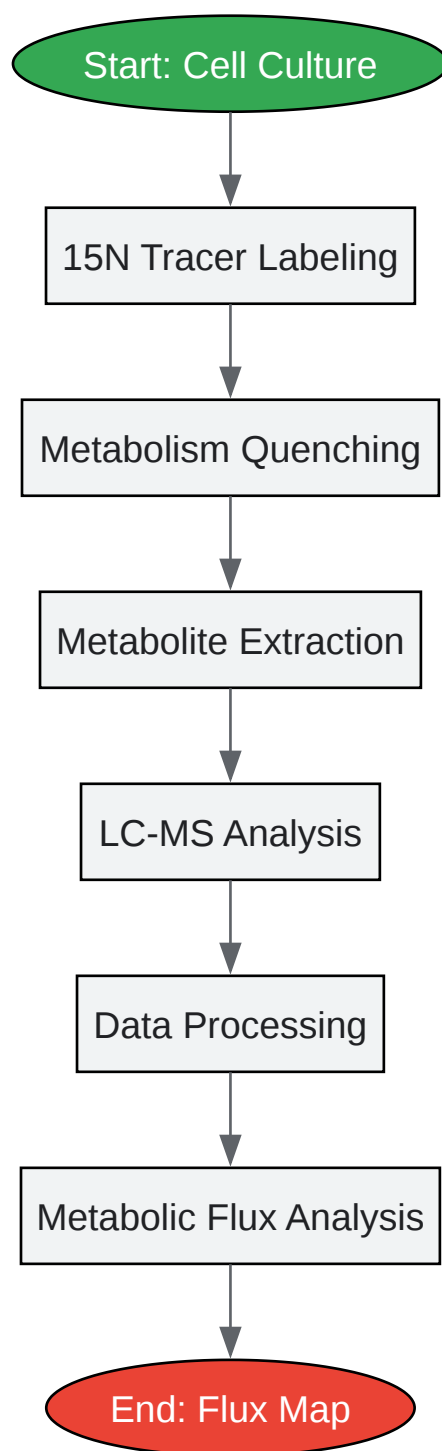 Start: Cell Culture
15N Tracer Labeling
Metabolism Quenching
Metabolite Extraction
LC-MS Analysis
Data Processing
Metabolic Flux Analysis
End: Flux Map